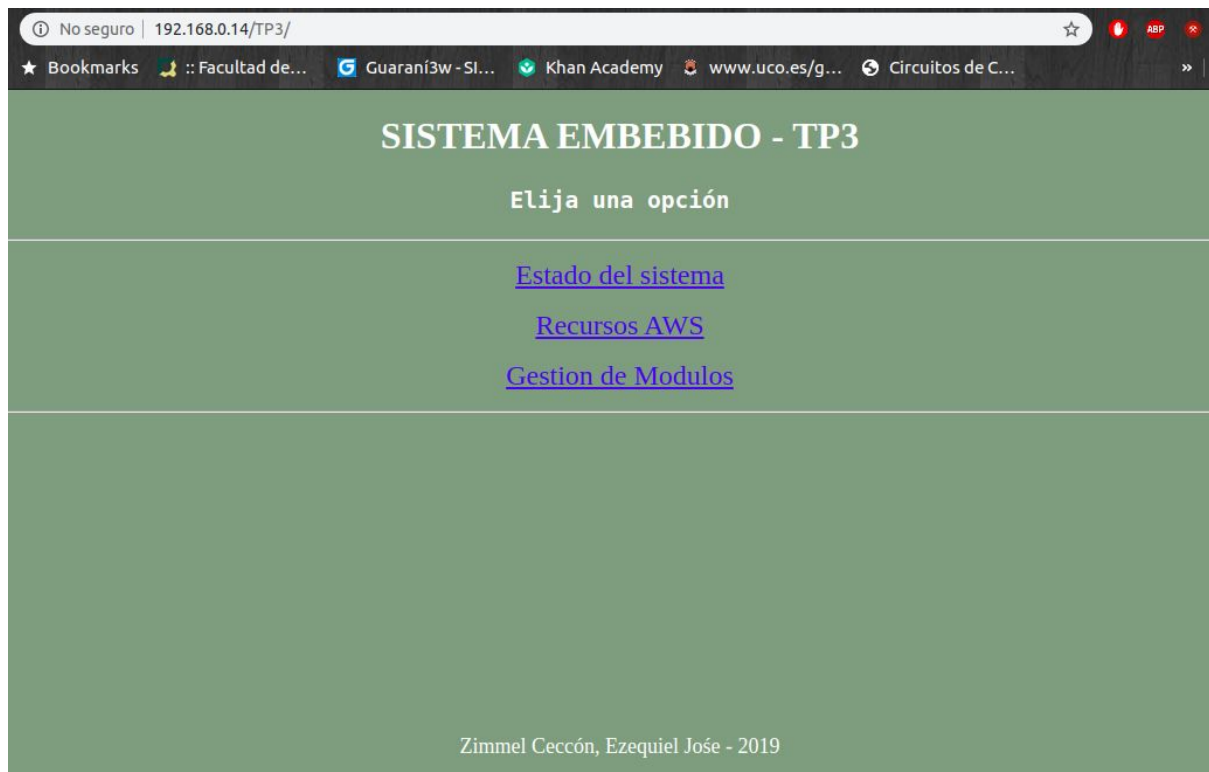 No seguro | 192.168.0.14/TP3/ ABP
Bookmarks :: Facultad de... Guaraní3w - SI... Khan Academy www.uco.es/g... Circuitos de C... »
SISTEMA EMBEBIDO - TP3
Elija una opción
Estado del sistema
Recursos AWS
Gestion de Modulos
Zimmel Ceccón, Ezequiel Jośe - 2019